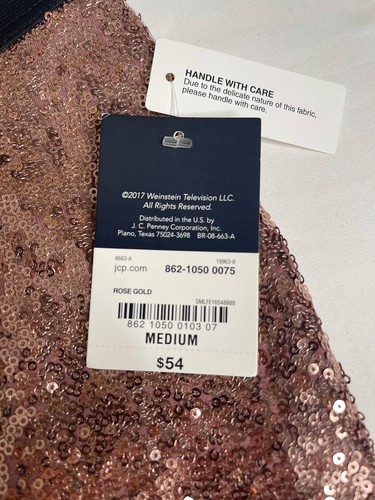 HANDLE WITH CARE
Due to the delicate nature of this fabric,
please handle with care.
©2017 Weinstein Television LLC.
All Rights Reserved.
Distributed in the U.S. by
J. C. Penney Corporation, Inc.
Plano, Texas 75024-3698 BR-08-663-A
8663-A 19963-8
jcp.com 862-1050 0075
ROSE GOLD
SMLFE16S40009
862 1050 0103 07
MEDIUM
$54